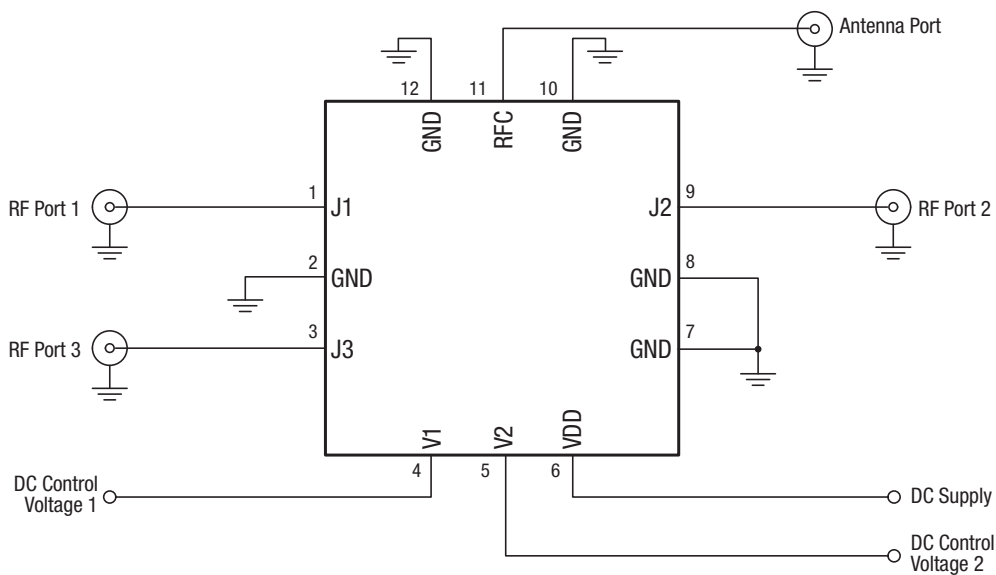 Antenna Port
12
11
10
GND
RFC
GND
RF Port 1
1
J1
J2
9
RF Port 2
2
GND
GND
8
RF Port 3
3
J3
GND
7
V1
V2
VDD
4
5
6
DC Control
Voltage 1
DC Supply
DC Control
Voltage 2